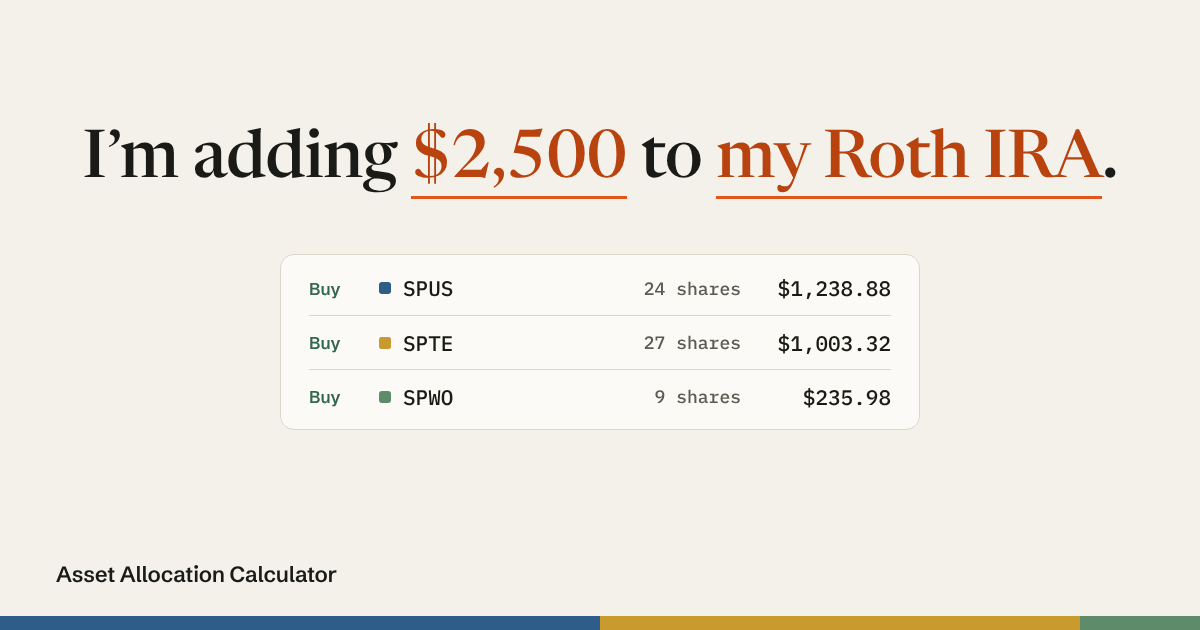 I’m adding $2,500 to my Roth IRA.
Buy SPUS 24 shares $1,238.88
Buy SPTE 27 shares $1,003.32
Buy SPWO 9 shares $235.98
Asset Allocation Calculator